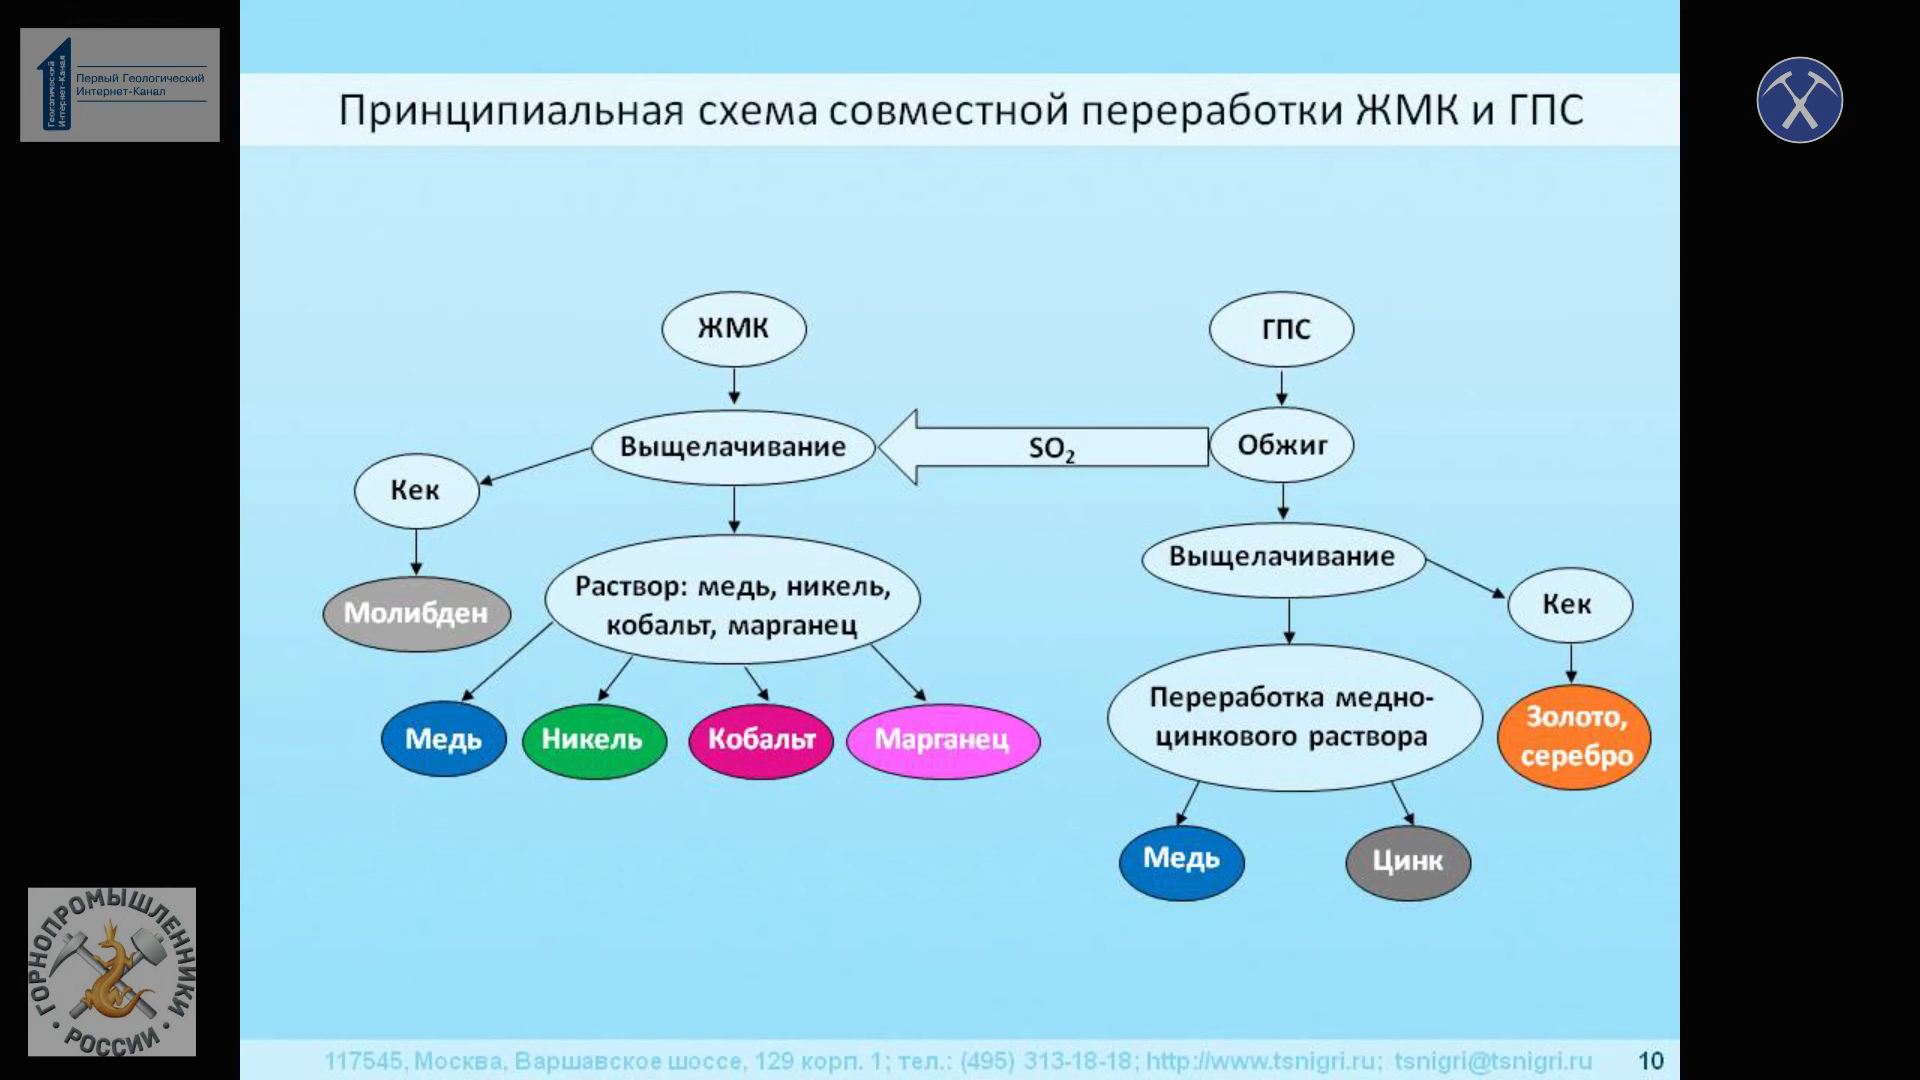 Геологический
Интернет-Канал
Первый Геологический
Интернет-Канал
Принципиальная схема совместной переработки ЖМК и ГПС
ЖМК
ГПС
Выщелачивание
SO₂
Обжиг
Кек
Выщелачивание
Раствор: медь, никель,
кобальт, марганец
Кек
Молибден
Переработка медно-
цинкового раствора
Золото,
серебро
Медь
Никель
Кобальт
Марганец
Медь
Цинк
ГОРНОПРОМЫШЛЕННИКИ
• РОССИИ •
117545, Москва, Варшавское шоссе, 129 корп. 1; тел.: (495) 313-18-18; http://www.tsnigri.ru; tsnigri@tsnigri.ru
10